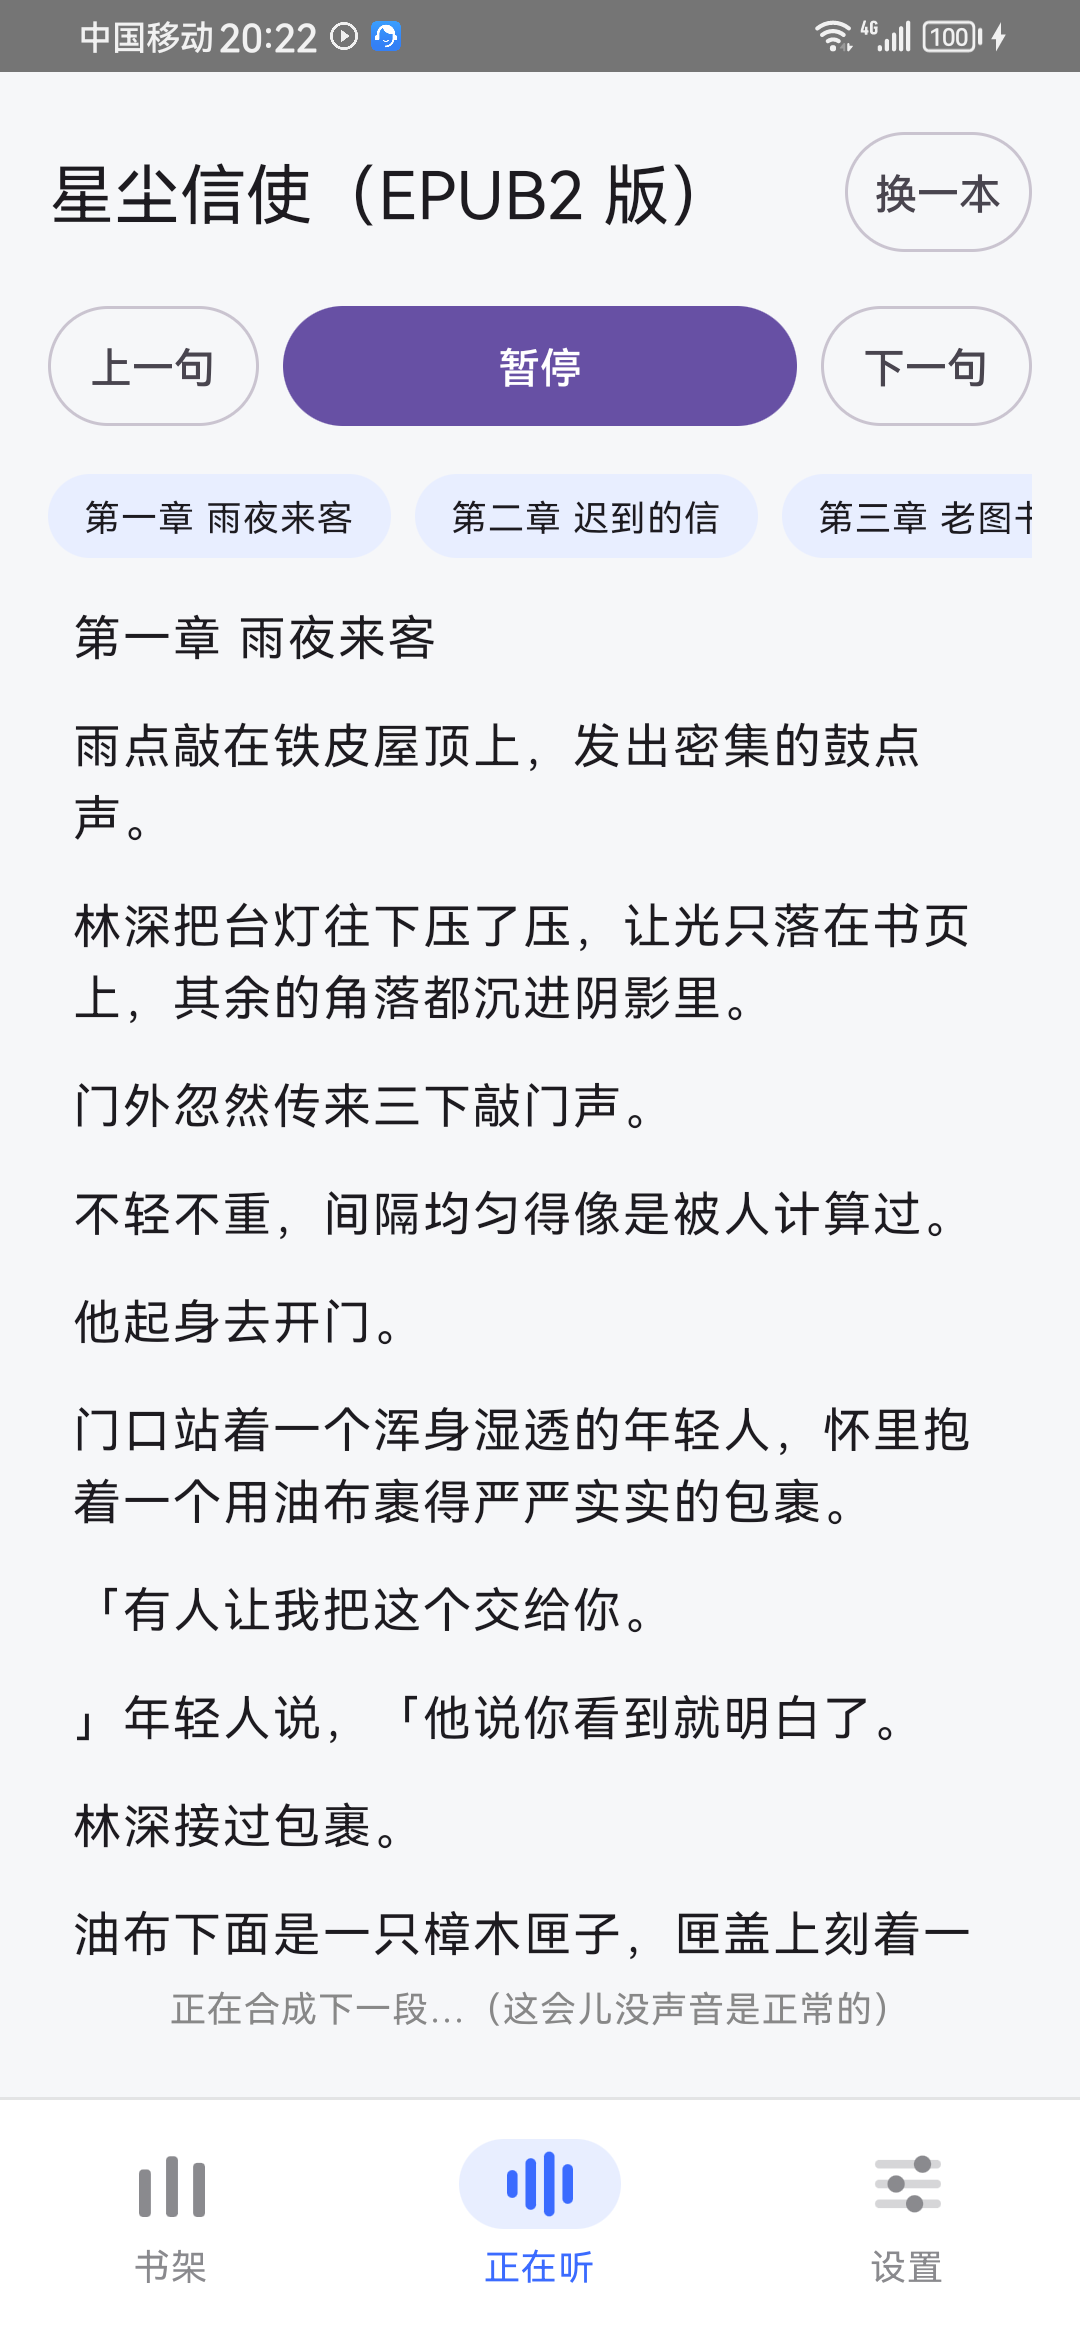 中国移动 20:22 4G 100
星尘信使（EPUB2 版）
换一本
上一句
暂停
下一句
第一章 雨夜来客
第二章 迟到的信
第三章 老图
第一章 雨夜来客
雨点敲在铁皮屋顶上，发出密集的鼓点
声。
林深把台灯往下压了压，让光只落在书页
上，其余的角落都沉进阴影里。
门外忽然传来三下敲门声。
不轻不重，间隔均匀得像是被人计算过。
他起身去开门。
门口站着一个浑身湿透的年轻人，怀里抱
着一个用油布裹得严严实实的包裹。
「有人让我把这个交给你。
」年轻人说，「他说你看到就明白了。
林深接过包裹。
油布下面是一只樟木匣子，匣盖上刻着一
正在合成下一段...（这会儿没声音是正常的）
书架
正在听
设置